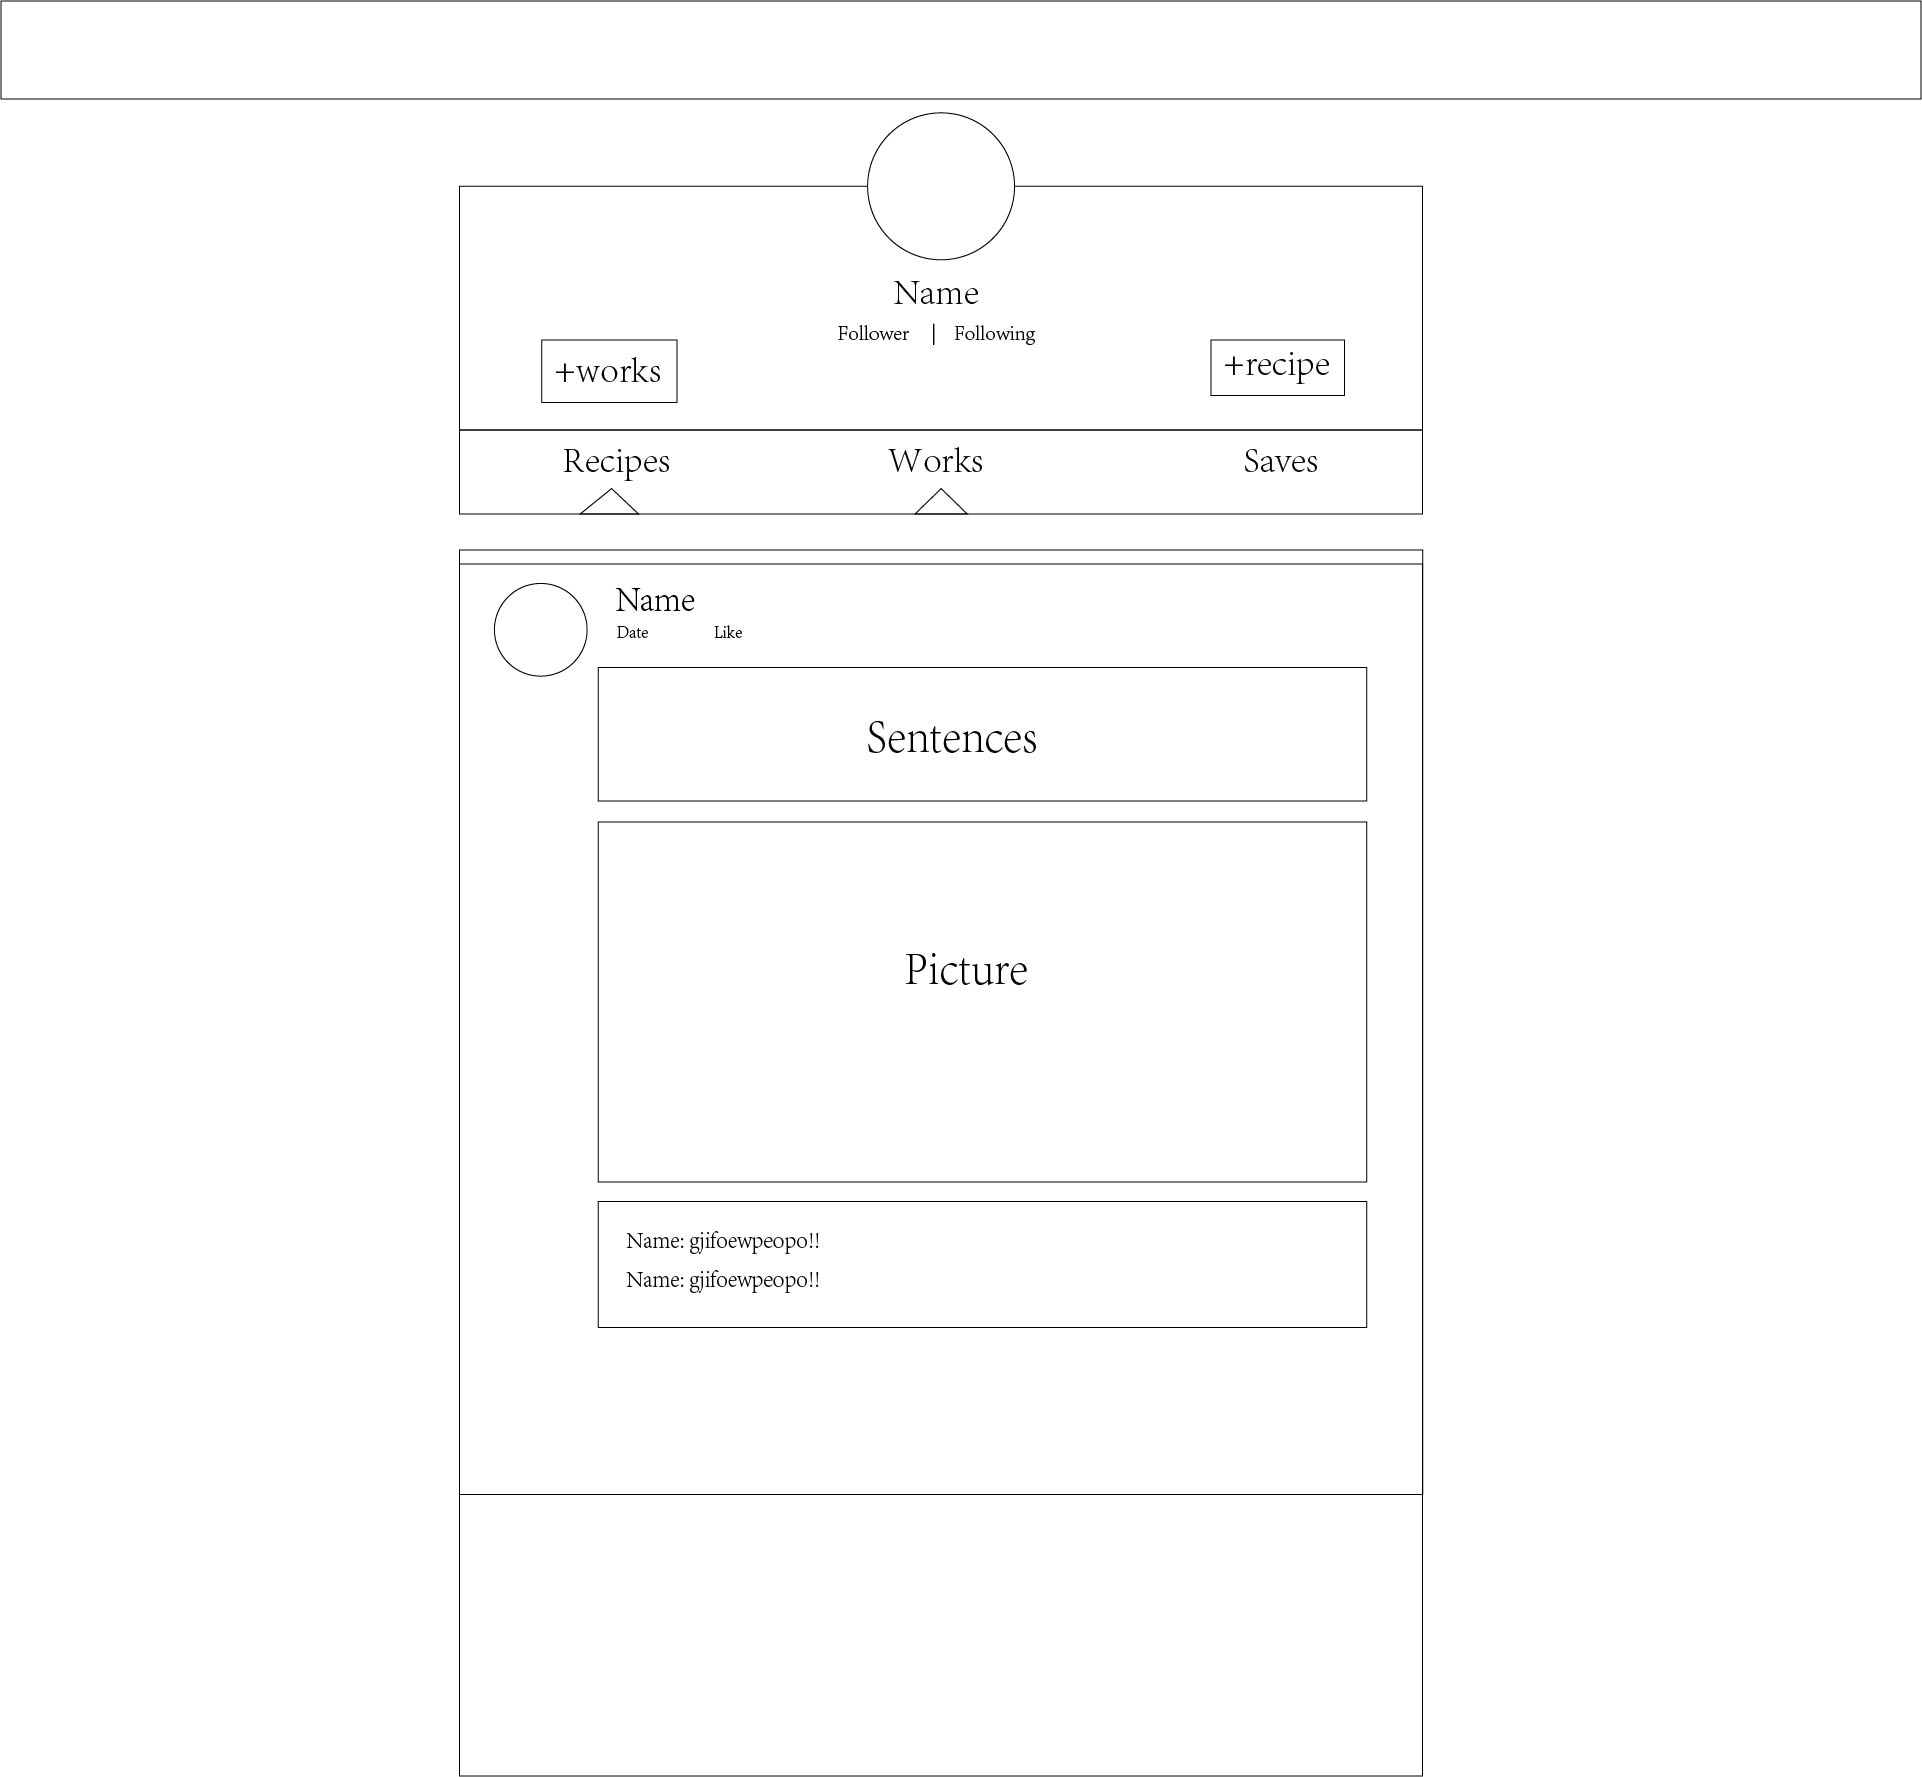 Name
Follower | Following
+works
+recipe
Recipes Works Saves
Name
Date Like
Sentences
Picture
Name: gjifoewpeopo!!
Name: gjifoewpeopo!!